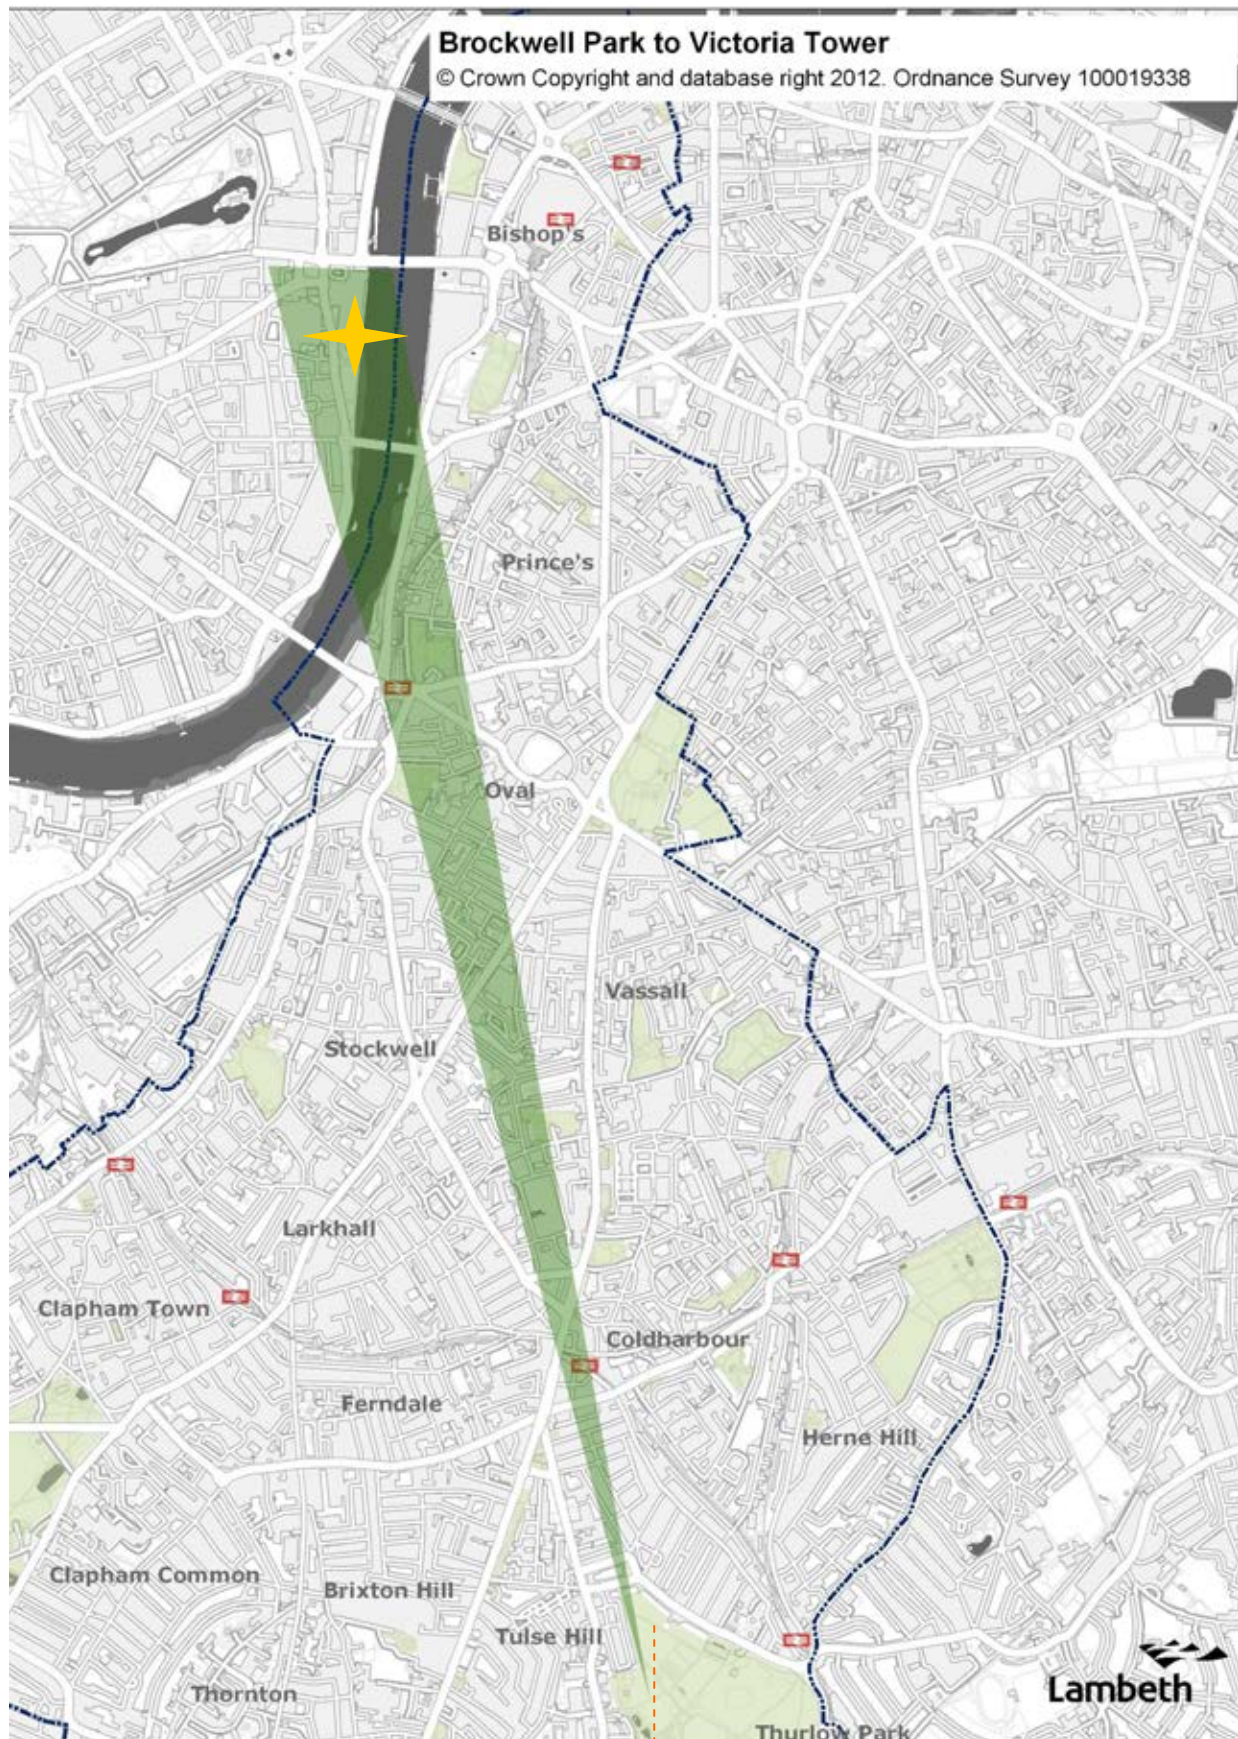 Brockwell Park to Victoria Tower
© Crown Copyright and database right 2012. Ordnance Survey 100019338
Bishop's
Prince's
Oval
Vassall
Stockwell
Larkhall
Clapham Town
Coldharbour
Ferndale
Herne Hill
Clapham Common
Brixton Hill
Tulse Hill
Thornton
Lambeth
Thurlow Park